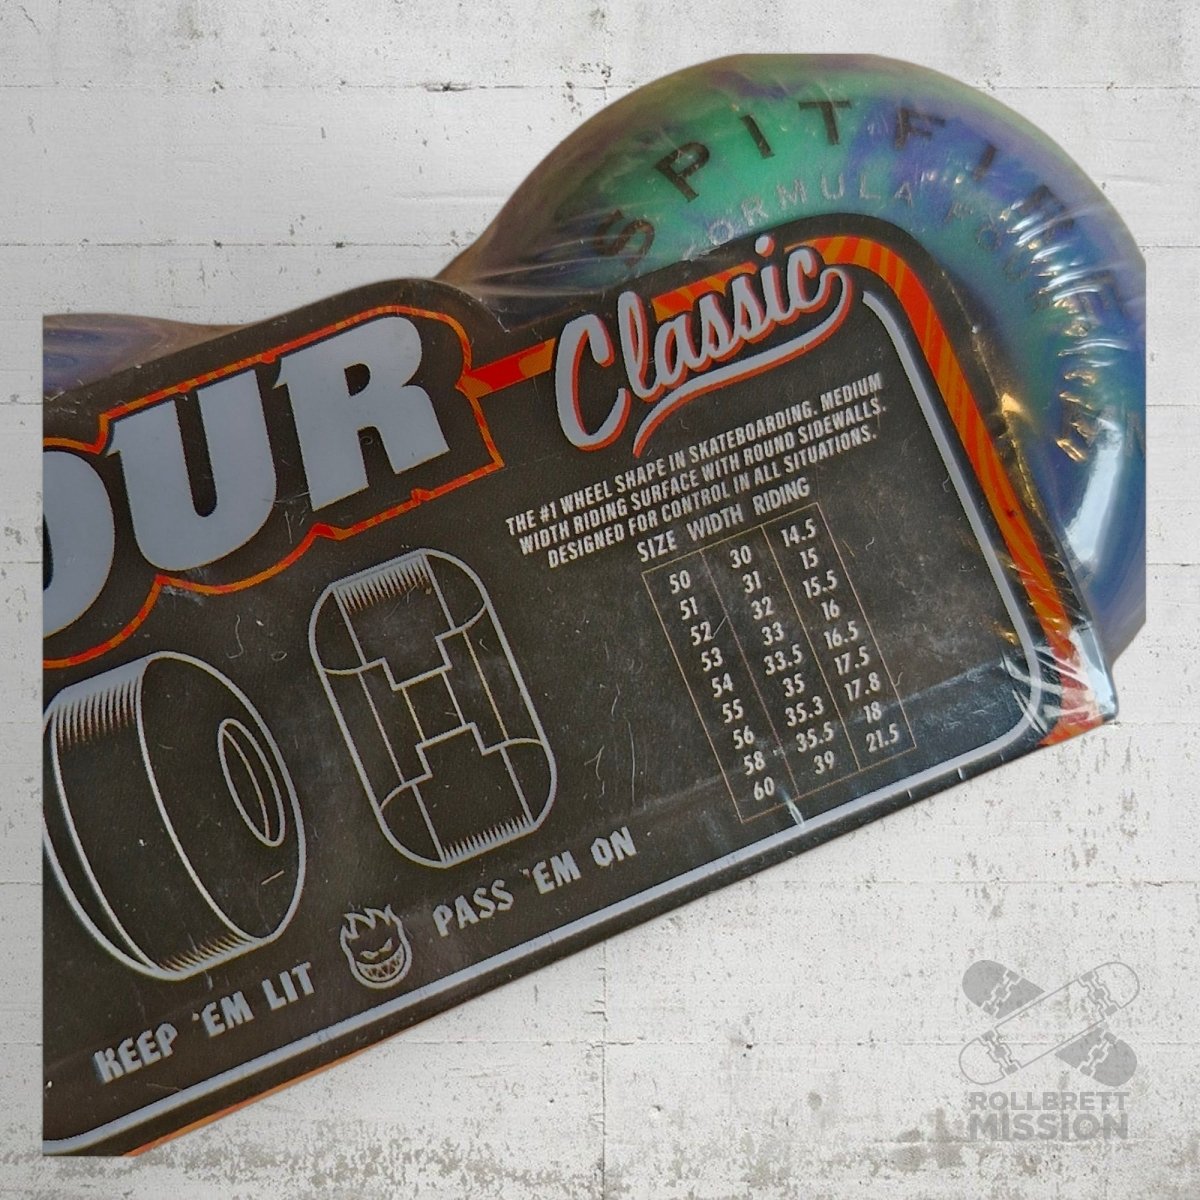 SPITFIRE
FORMULA FOUR
OUR
Classic
THE #1 WHEEL SHAPE IN SKATEBOARDING. MEDIUM
WIDTH RIDING SURFACE WITH ROUND SIDEWALLS.
DESIGNED FOR CONTROL IN ALL SITUATIONS.
SIZE WIDTH RIDING
50 30 14.5
51 31 15
52 32 15.5
53 33 16
54 33.5 16.5
55 35 17.5
56 35.3 17.8
58 35.5 18
60 39 21.5
KEEP 'EM LIT PASS 'EM ON
ROLLBRETT
MISSION